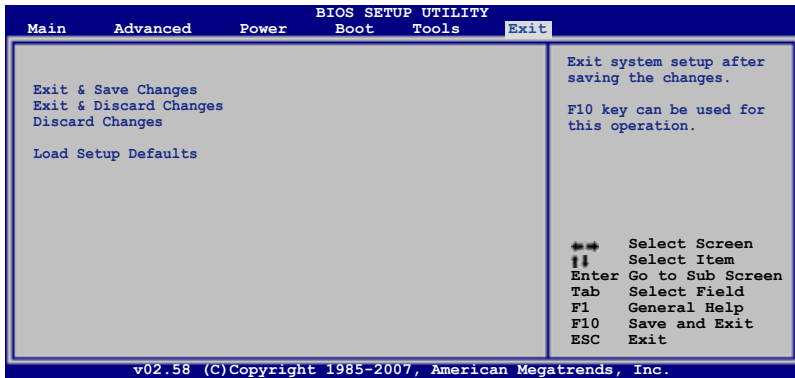 BIOS SETUP UTILITY
Main Advanced Power Boot Tools Exit
Exit & Save Changes
Exit & Discard Changes
Discard Changes
Load Setup Defaults
Exit system setup after
saving the changes.
F10 key can be used for
this operation.
←→ Select Screen
↑↓ Select Item
Enter Go to Sub Screen
Tab Select Field
F1 General Help
F10 Save and Exit
ESC Exit
v02.58 (C)Copyright 1985-2007, American Megatrends, Inc.